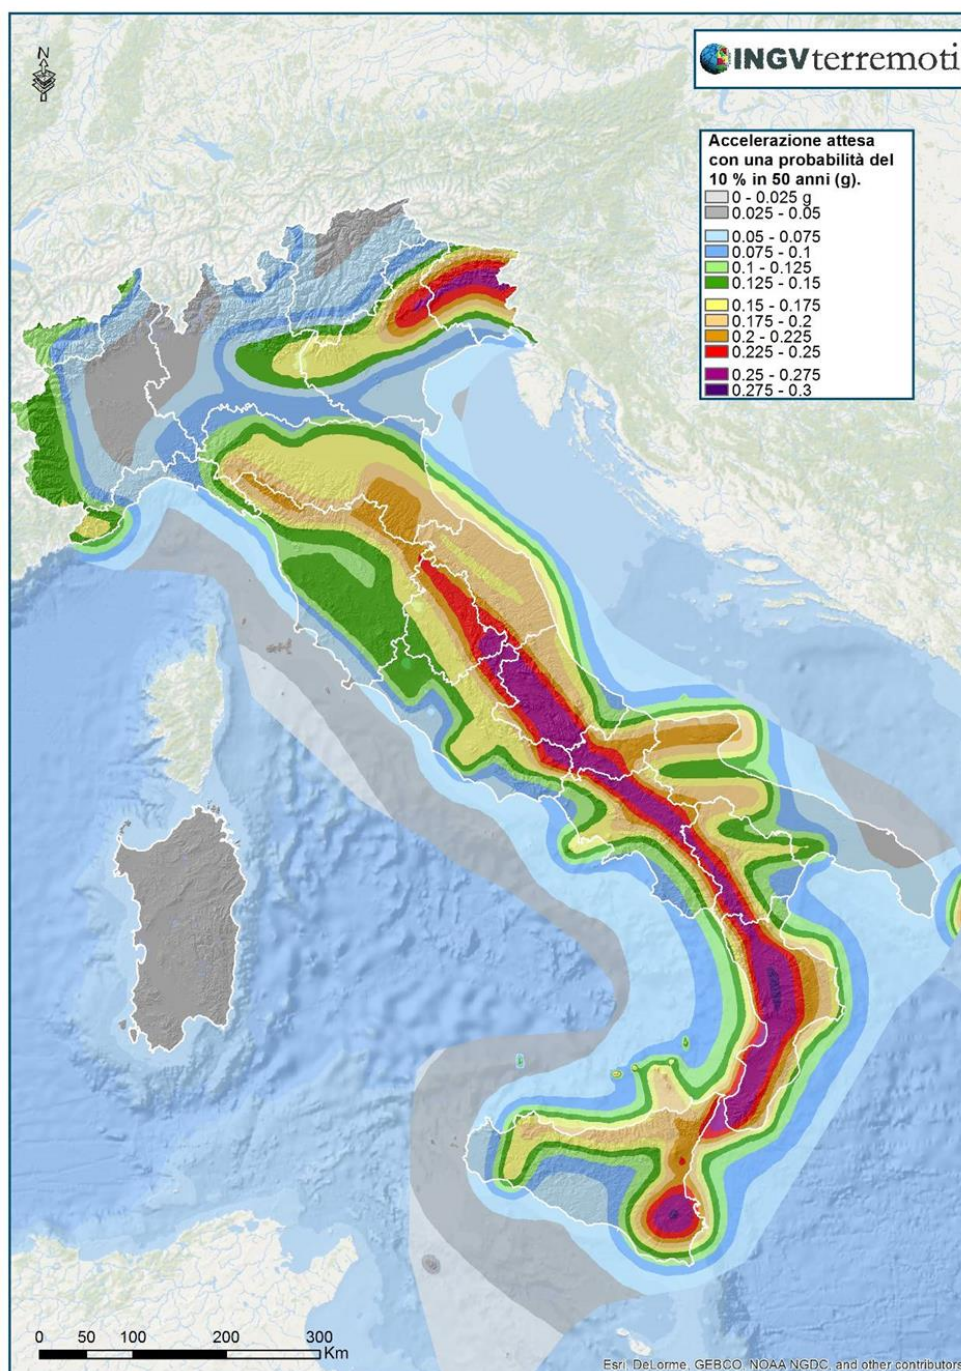 N
INGVterremoti
Accelerazione attesa
con una probabilità del
10 % in 50 anni (g).
0 - 0.025 g
0.025 - 0.05
0.05 - 0.075
0.075 - 0.1
0.1 - 0.125
0.125 - 0.15
0.15 - 0.175
0.175 - 0.2
0.2 - 0.225
0.225 - 0.25
0.25 - 0.275
0.275 - 0.3
0 50 100 200 300
Km
Esri, DeLorme, GEBCO, NOAA NGDC, and other contributors